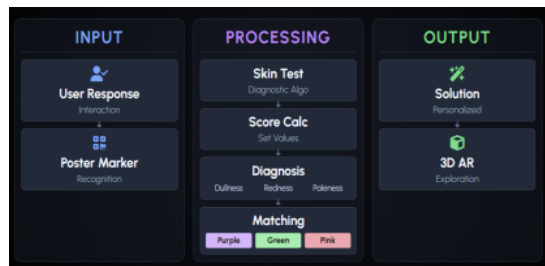 INPUT
User Response
Interaction
Poster Marker
Recognition
PROCESSING
Skin Test
Diagnostic Algo
Score Calc
Set Values
Diagnosis
Dullness Redness Paleness
Matching
Purple Green Pink
OUTPUT
Solution
Personalized
3D AR
Exploration